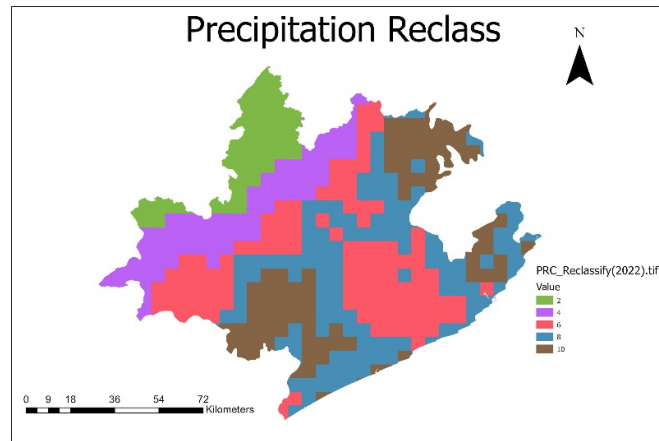 Precipitation Reclass
N
PRC_Reclassify(2022).tif
Value
2
4
6
8
10
0 9 18 36 54 72
Kilometers